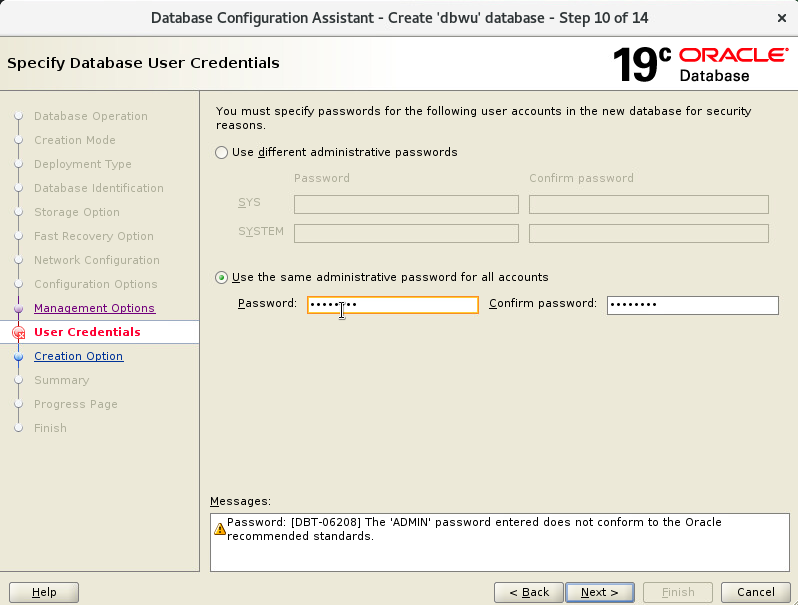 Database Configuration Assistant - Create 'dbwu' database - Step 10 of 14
Specify Database User Credentials
19c ORACLE
Database
Database Operation
Creation Mode
Deployment Type
Database Identification
Storage Option
Fast Recovery Option
Network Configuration
Configuration Options
Management Options
User Credentials
Creation Option
Summary
Progress Page
Finish
You must specify passwords for the following user accounts in the new database for security
reasons.
Use different administrative passwords
Password Confirm password
SYS
SYSTEM
Use the same administrative password for all accounts
Password: •••••••• Confirm password: ••••••••
Messages:
Password: [DBT-06208] The 'ADMIN' password entered does not conform to the Oracle
recommended standards.
Help < Back Next > Finish Cancel